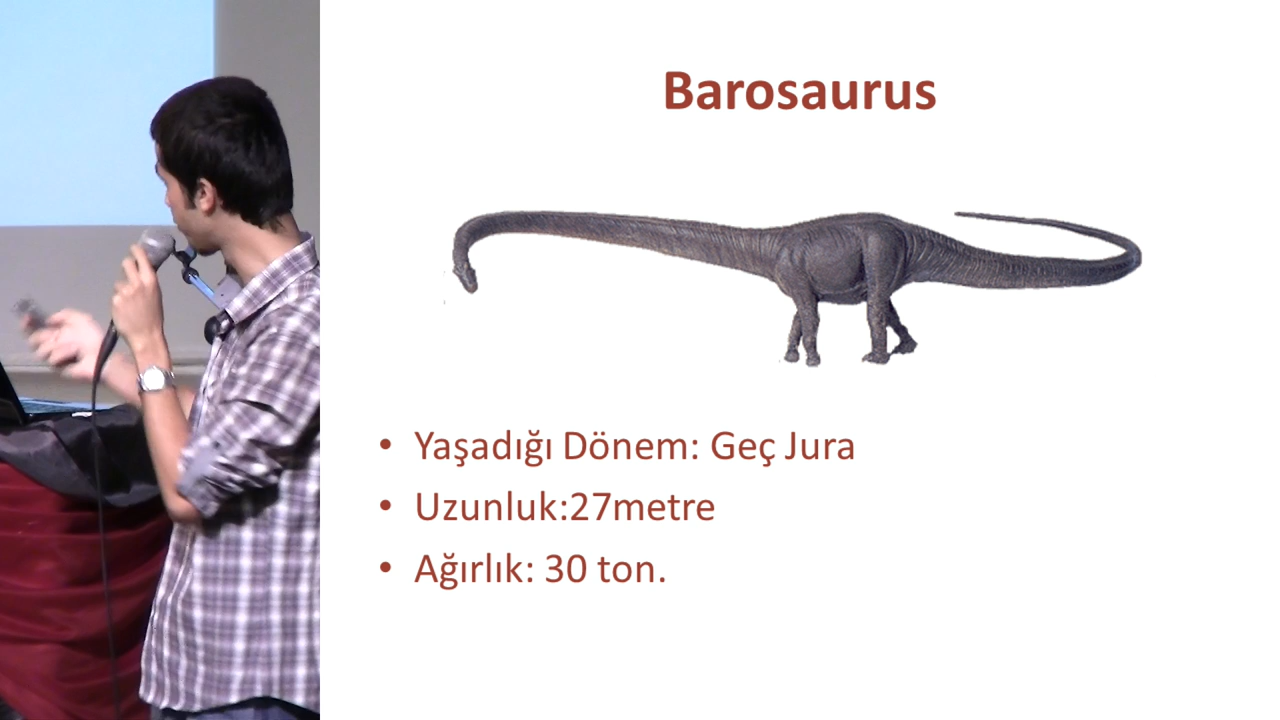 Barosaurus
• Yaşadığı Dönem: Geç Jura
• Uzunluk:27metre
• Ağırlık: 30 ton.